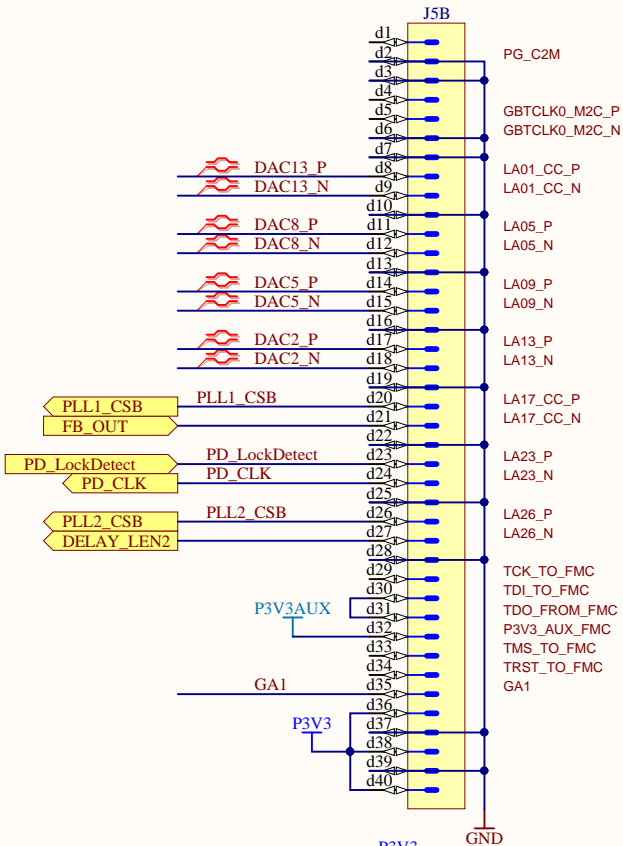 J5B
d1
d2 PG_C2M
d3
d4
d5 GBTCLK0_M2C_P
d6 GBTCLK0_M2C_N
d7
DAC13_P d8 LA01_CC_P
DAC13_N d9 LA01_CC_N
d10
DAC8_P d11 LA05_P
DAC8_N d12 LA05_N
d13
DAC5_P d14 LA09_P
DAC5_N d15 LA09_N
d16
DAC2_P d17 LA13_P
DAC2_N d18 LA13_N
d19
PLL1_CSB PLL1_CSB d20 LA17_CC_P
FB_OUT d21 LA17_CC_N
d22
PD_LockDetect PD_LockDetect d23 LA23_P
PD_CLK PD_CLK d24 LA23_N
d25
PLL2_CSB PLL2_CSB d26 LA26_P
DELAY_LEN2 d27 LA26_N
d28
d29 TCK_TO_FMC
d30 TDI_TO_FMC
P3V3AUX d31 TDO_FROM_FMC
d32 P3V3_AUX_FMC
d33 TMS_TO_FMC
d34 TRST_TO_FMC
GA1 d35 GA1
d36
P3V3 d37
d38
d39
d40
GND
P3V3